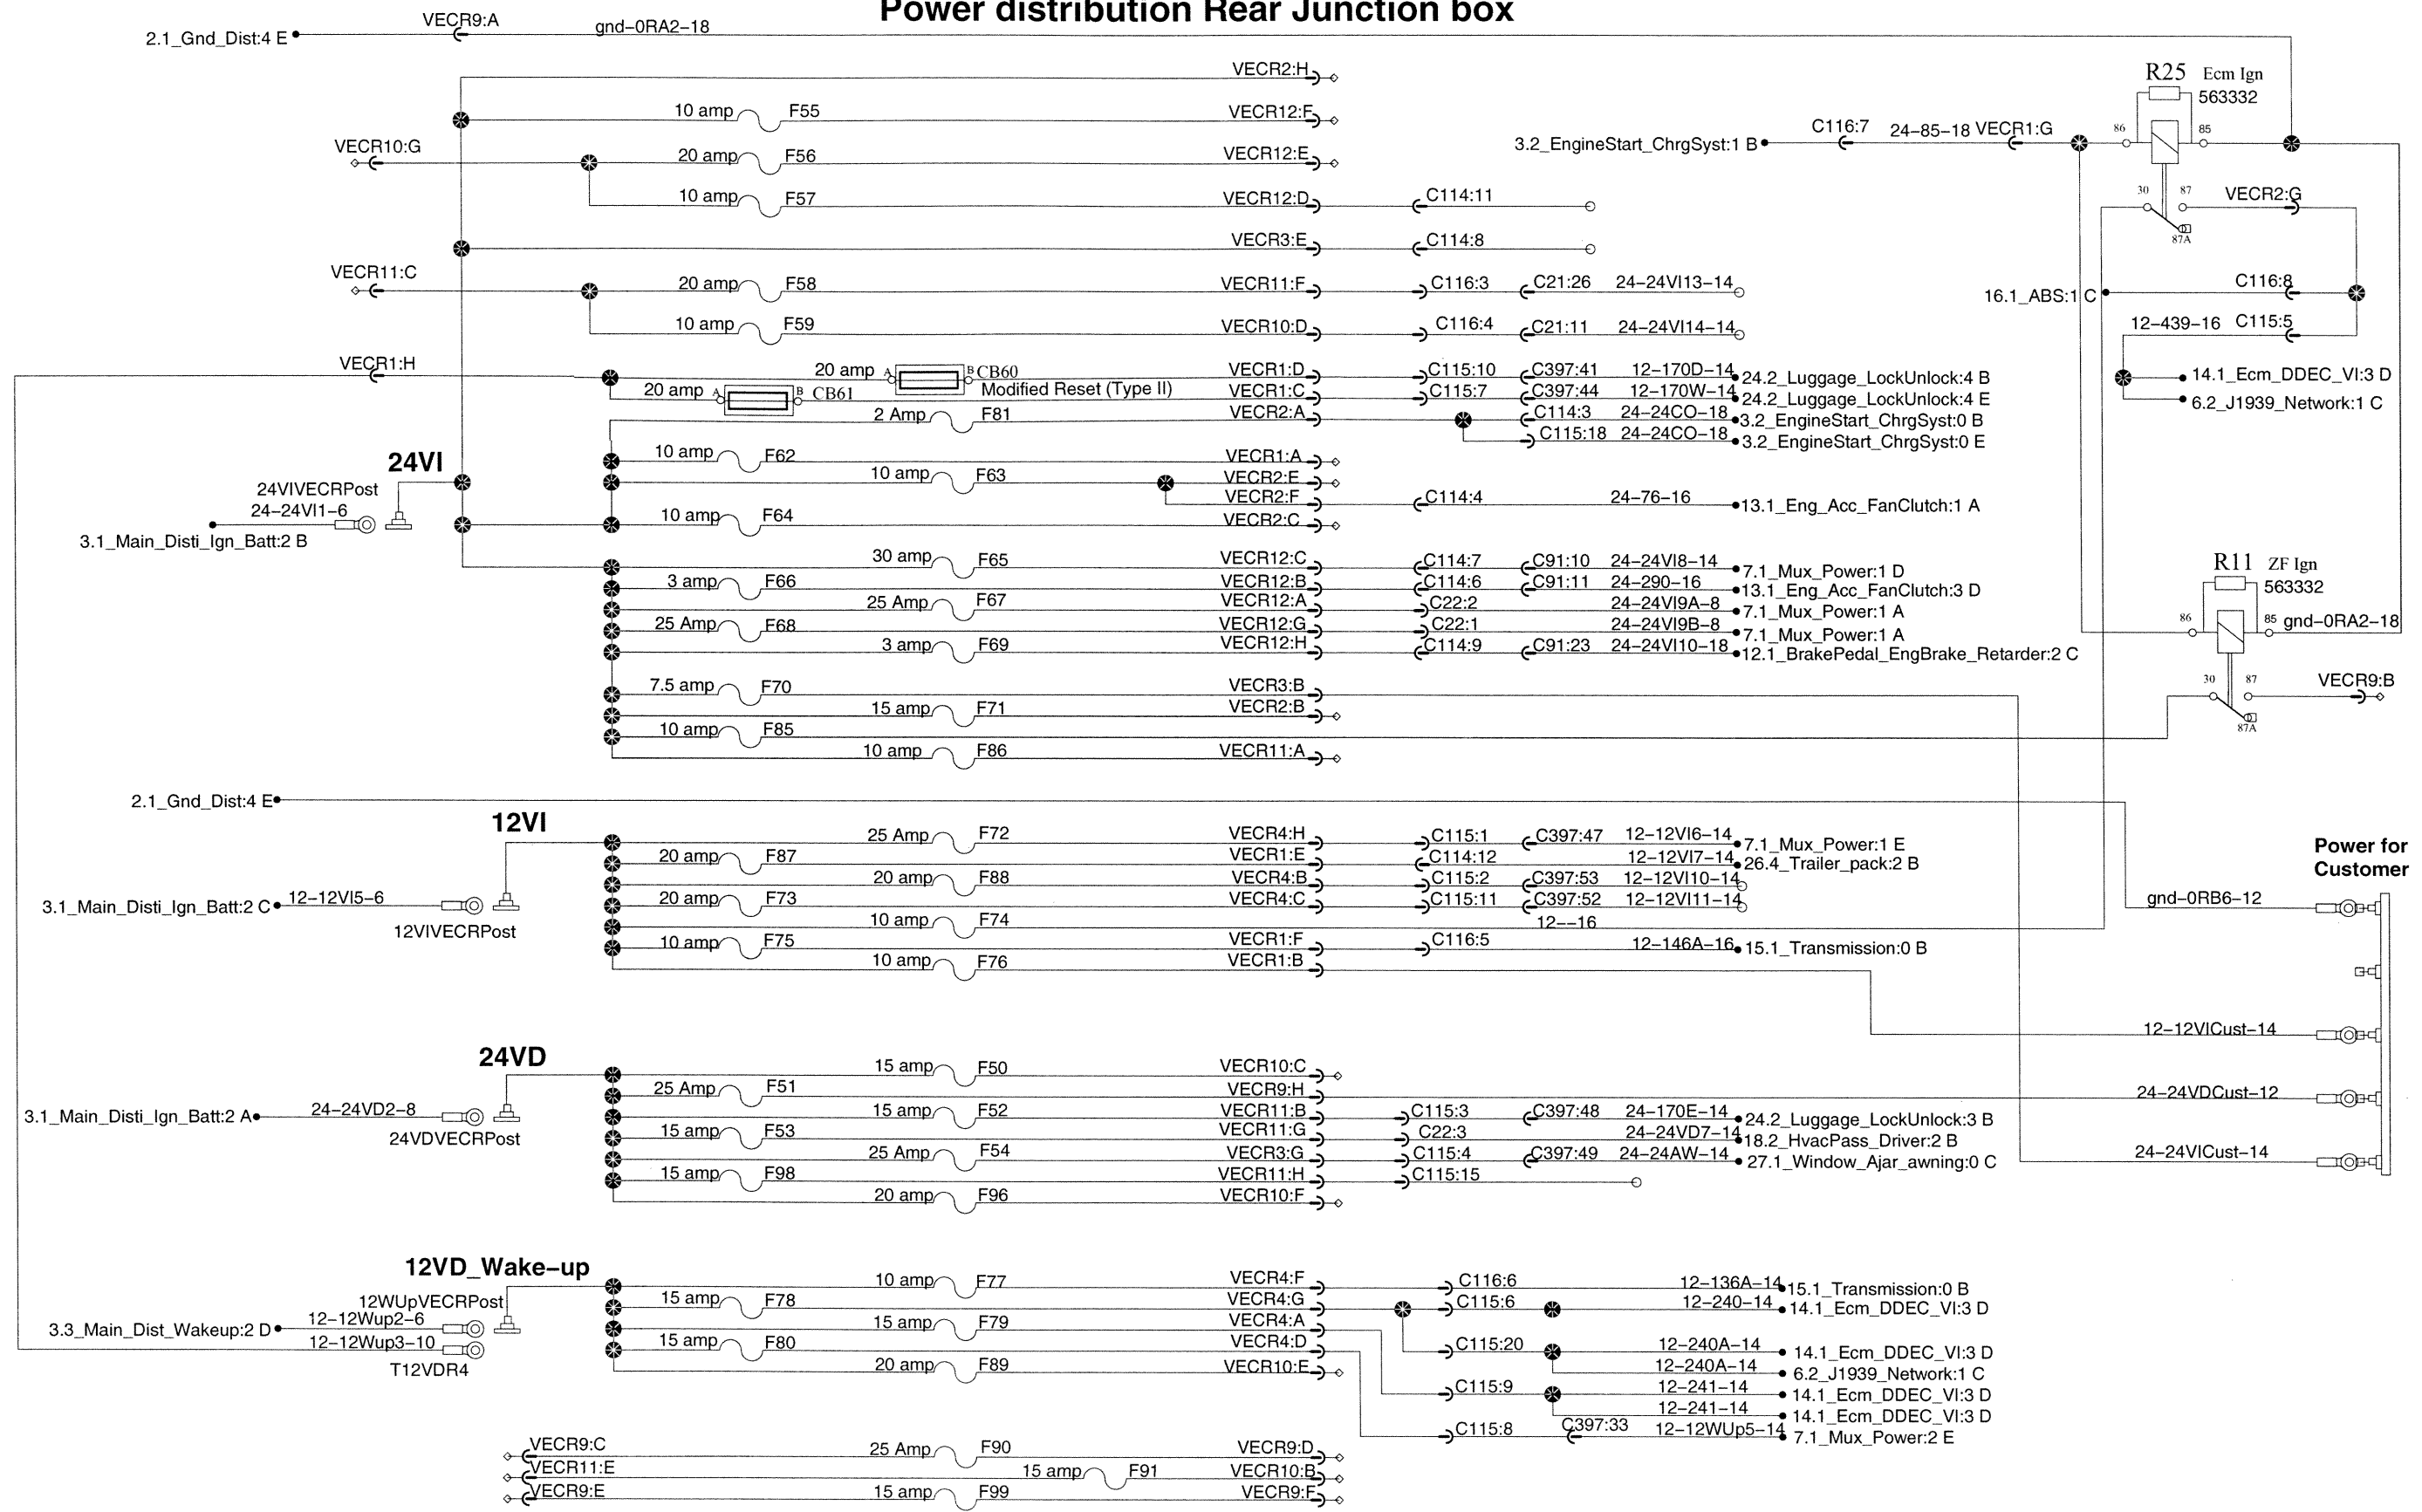 Power distribution Rear Junction box
2.1_Gnd_Dist:4 E VECR9:A gnd-0RA2-18
VECR2:H
10 amp F55 VECR12:F
VECR10:G 20 amp F56 VECR12:E
10 amp F57 VECR12:D C114:11
VECR3:E C114:8
VECR11:C 20 amp F58 VECR11:F C116:3 C21:26 24-24VI13-14
10 amp F59 VECR10:D C116:4 C21:11 24-24VI14-14
VECR1:H 20 amp A B CB60 VECR1:D C115:10 C397:41 12-170D-14 24.2_Luggage_LockUnlock:4 B
20 amp A B CB61 Modified Reset (Type II) VECR1:C C115:7 C397:44 12-170W-14 24.2_Luggage_LockUnlock:4 E
2 Amp F81 VECR2:A C114:3 24-24CO-18 3.2_EngineStart_ChrgSyst:0 B
C115:18 24-24CO-18 3.2_EngineStart_ChrgSyst:0 E
24VI
24VIVECRPost
24-24VI1-6
3.1_Main_Disti_Ign_Batt:2 B
10 amp F62 VECR1:A
10 amp F63 VECR2:E
VECR2:F C114:4 24-76-16 13.1_Eng_Acc_FanClutch:1 A
10 amp F64 VECR2:C
30 amp F65 VECR12:C C114:7 C91:10 24-24VI8-14 7.1_Mux_Power:1 D
3 amp F66 VECR12:B C114:6 C91:11 24-290-16 13.1_Eng_Acc_FanClutch:3 D
25 Amp F67 VECR12:A C22:2 24-24VI9A-8 7.1_Mux_Power:1 A
25 Amp F68 VECR12:G C22:1 24-24VI9B-8 7.1_Mux_Power:1 A
3 amp F69 VECR12:H C114:9 C91:23 24-24VI10-18 12.1_BrakePedal_EngBrake_Retarder:2 C
7.5 amp F70 VECR3:B
15 amp F71 VECR2:B
10 amp F85
10 amp F86 VECR11:A
R25 Ecm Ign
563332
3.2_EngineStart_ChrgSyst:1 B C116:7 24-85-18 VECR1:G 86 85
30 87 VECR2:G
87A
16.1_ABS:1 C C116:8
12-439-16 C115:5
14.1_Ecm_DDEC_VI:3 D
6.2_J1939_Network:1 C
R11 ZF Ign
563332
86 85 gnd-0RA2-18
30 87 VECR9:B
87A
2.1_Gnd_Dist:4 E
12VI
3.1_Main_Disti_Ign_Batt:2 C 12-12VI5-6
12VIVECRPost
25 Amp F72 VECR4:H C115:1 C397:47 12-12VI6-14 7.1_Mux_Power:1 E
20 amp F87 VECR1:E C114:12 12-12VI7-14 26.4_Trailer_pack:2 B
20 amp F88 VECR4:B C115:2 C397:53 12-12VI10-14
20 amp F73 VECR4:C C115:11 C397:52 12-12VI11-14
10 amp F74 12--16
10 amp F75 VECR1:F C116:5 12-146A-16 15.1_Transmission:0 B
10 amp F76 VECR1:B
Power for
Customer
gnd-0RB6-12
12-12VICust-14
24-24VDCust-12
24-24VICust-14
24VD
3.1_Main_Disti_Ign_Batt:2 A 24-24VD2-8
24VDVECRPost
15 amp F50 VECR10:C
25 Amp F51 VECR9:H
15 amp F52 VECR11:B C115:3 C397:48 24-170E-14 24.2_Luggage_LockUnlock:3 B
15 amp F53 VECR11:G C22:3 24-24VD7-14 18.2_HvacPass_Driver:2 B
25 Amp F54 VECR3:G C115:4 C397:49 24-24AW-14 27.1_Window_Ajar_awning:0 C
15 amp F98 VECR11:H C115:15
20 amp F96 VECR10:F
12VD_Wake-up
12WUpVECRPost
3.3_Main_Dist_Wakeup:2 D 12-12Wup2-6
12-12Wup3-10
T12VDR4
10 amp F77 VECR4:F C116:6 12-136A-14 15.1_Transmission:0 B
15 amp F78 VECR4:G C115:6 12-240-14 14.1_Ecm_DDEC_VI:3 D
15 amp F79 VECR4:A
15 amp F80 VECR4:D C115:20 12-240A-14 14.1_Ecm_DDEC_VI:3 D
20 amp F89 VECR10:E 12-240A-14 6.2_J1939_Network:1 C
C115:9 12-241-14 14.1_Ecm_DDEC_VI:3 D
12-241-14 14.1_Ecm_DDEC_VI:3 D
C115:8 C397:33 12-12WUp5-14 7.1_Mux_Power:2 E
VECR9:C 25 Amp F90 VECR9:D
VECR11:E 15 amp F91 VECR10:B
VECR9:E 15 amp F99 VECR9:F